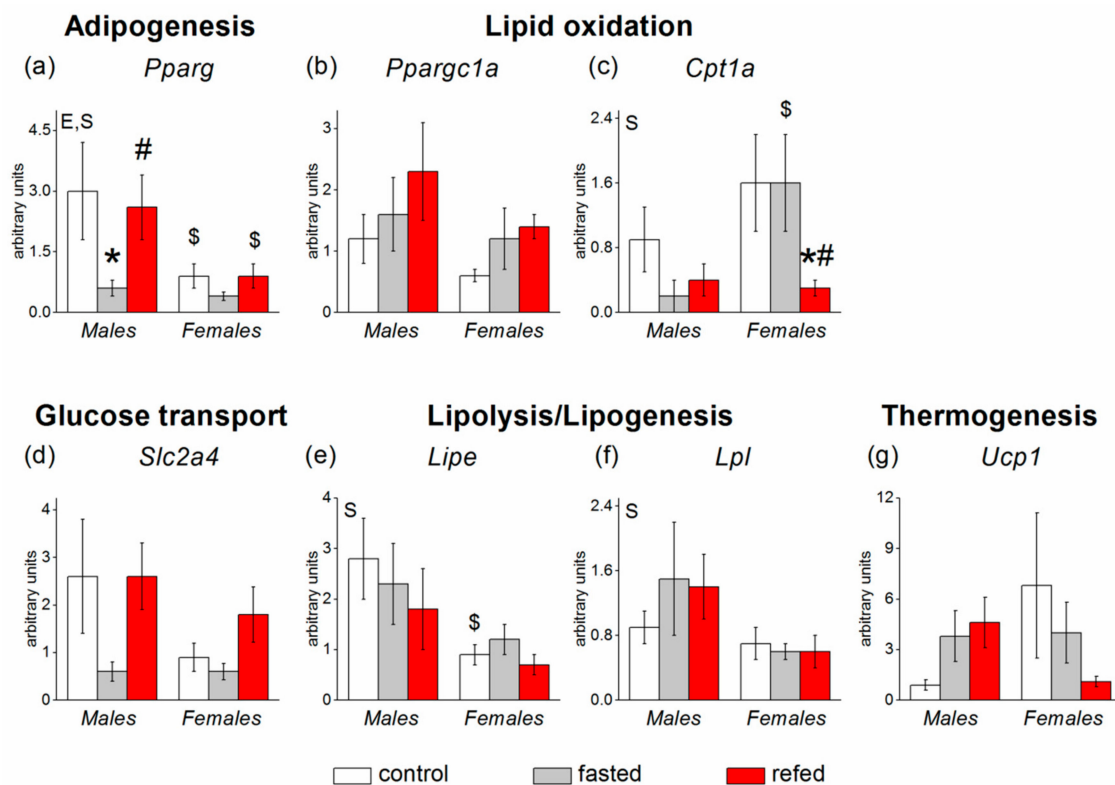 Adipogenesis Lipid oxidation
(a) Pparg (b) Ppargc1a (c) Cpt1a
E,S
4.5
3.0
1.5
0.0
arbitrary units
* # $ $
Males Females
3
2
1
0
arbitrary units
Males Females
S
2.4
1.6
0.8
0.0
arbitrary units
$
*#
Males Females
Glucose transport Lipolysis/Lipogenesis Thermogenesis
(d) Slc2a4 (e) Lipe (f) Lpl (g) Ucp1
4
3
2
1
0
arbitrary units
Males Females
S
4
3
2
1
0
arbitrary units
$
Males Females
S
2.4
1.6
0.8
0.0
arbitrary units
Males Females
12
9
6
3
0
arbitrary units
Males Females
control fasted refed